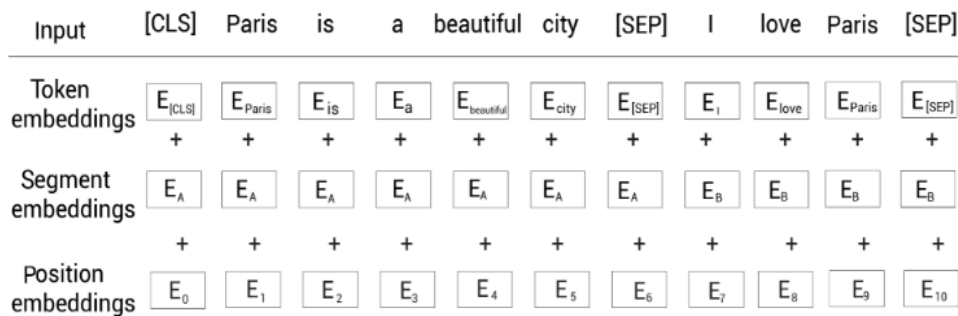 Input [CLS] Paris is a beautiful city [SEP] I love Paris [SEP]
Token embeddings E[CLS] EParis Eis Ea Ebeautiful Ecity E[SEP] EI Elove EParis E[SEP]
+ + + + + + + + + + +
Segment embeddings EA EA EA EA EA EA EA EB EB EB EB
+ + + + + + + + + + +
Position embeddings E0 E1 E2 E3 E4 E5 E6 E7 E8 E9 E10